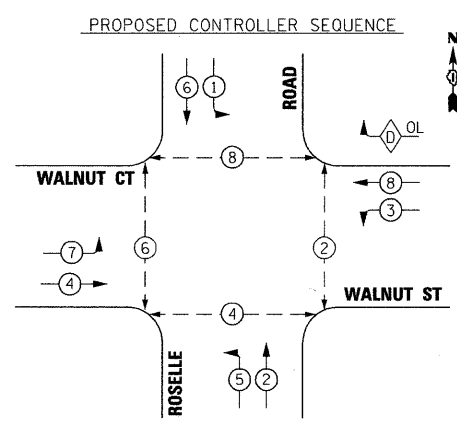 PROPOSED CONTROLLER SEQUENCE
N
6 1
ROAD
D OL
8
WALNUT CT
8
3
7
6
2
4
WALNUT ST
4
ROSELLE
5 2